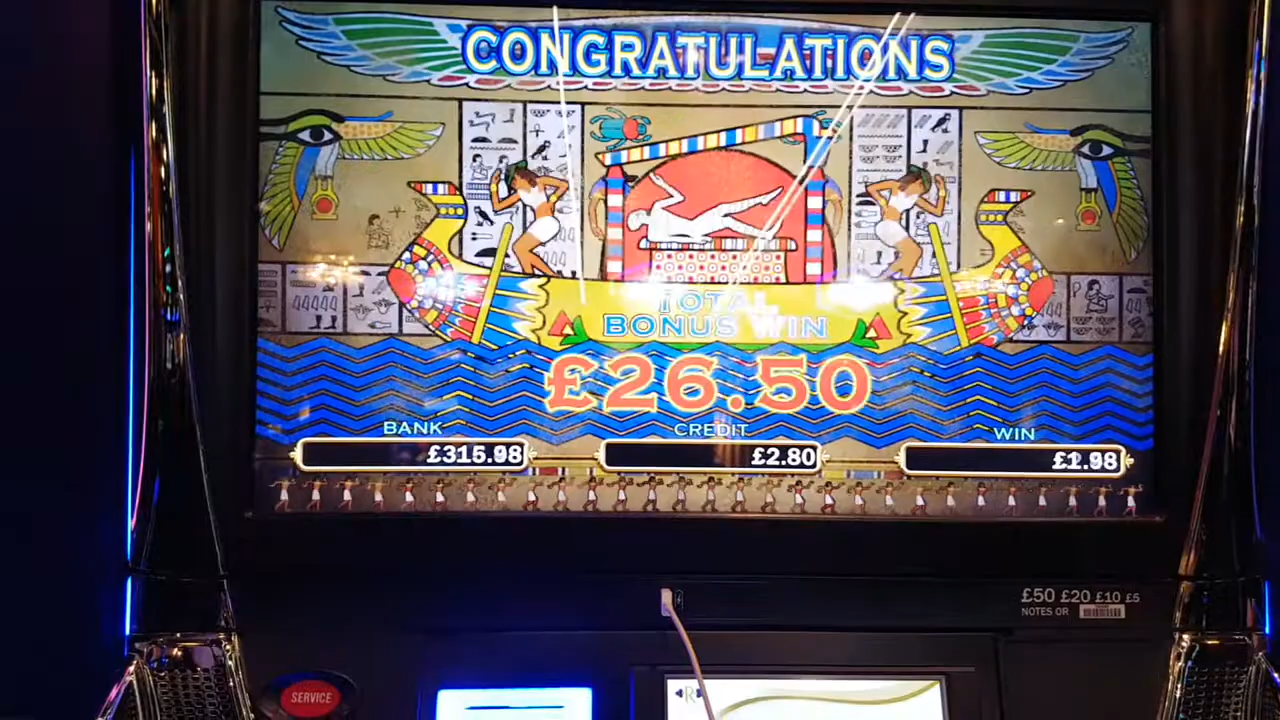 CONGRATULATIONS
TOTAL
BONUS WIN
£26.50
BANK
CREDIT
WIN
£315.98
£2.80
£1.98
£50 £20 £10 £5
NOTES OR
SERVICE
R